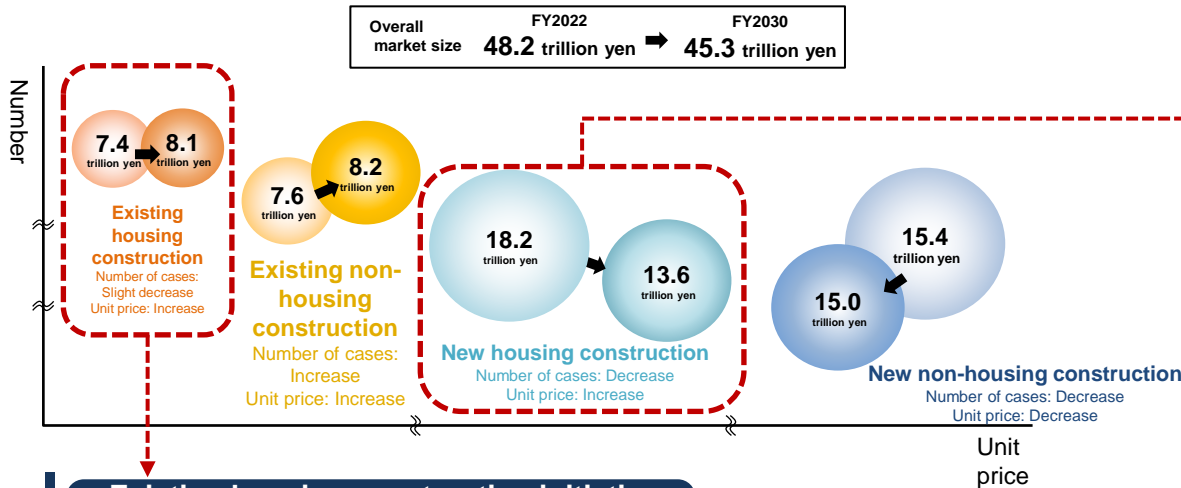 Overall
market size
FY2022
48.2 trillion yen
FY2030
45.3 trillion yen
Number
7.4
trillion yen
8.1
trillion yen
Existing
housing
construction
Number of cases:
Slight decrease
Unit price: Increase
7.6
trillion yen
8.2
trillion yen
Existing non-
housing
construction
Number of cases:
Increase
Unit price: Increase
18.2
trillion yen
13.6
trillion yen
New housing construction
Number of cases: Decrease
Unit price: Increase
15.4
trillion yen
15.0
trillion yen
New non-housing construction
Number of cases: Decrease
Unit price: Decrease
Unit
price